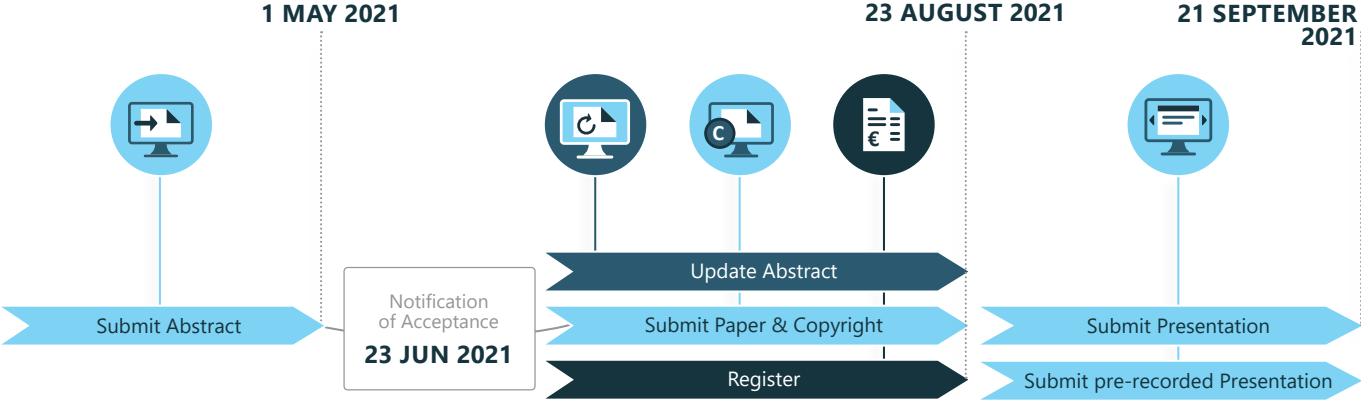 1 MAY 2021
23 AUGUST 2021
21 SEPTEMBER
2021
C
€
Update Abstract
Notification
of Acceptance
23 JUN 2021
Submit Abstract
Submit Paper & Copyright
Submit Presentation
Register
Submit pre-recorded Presentation